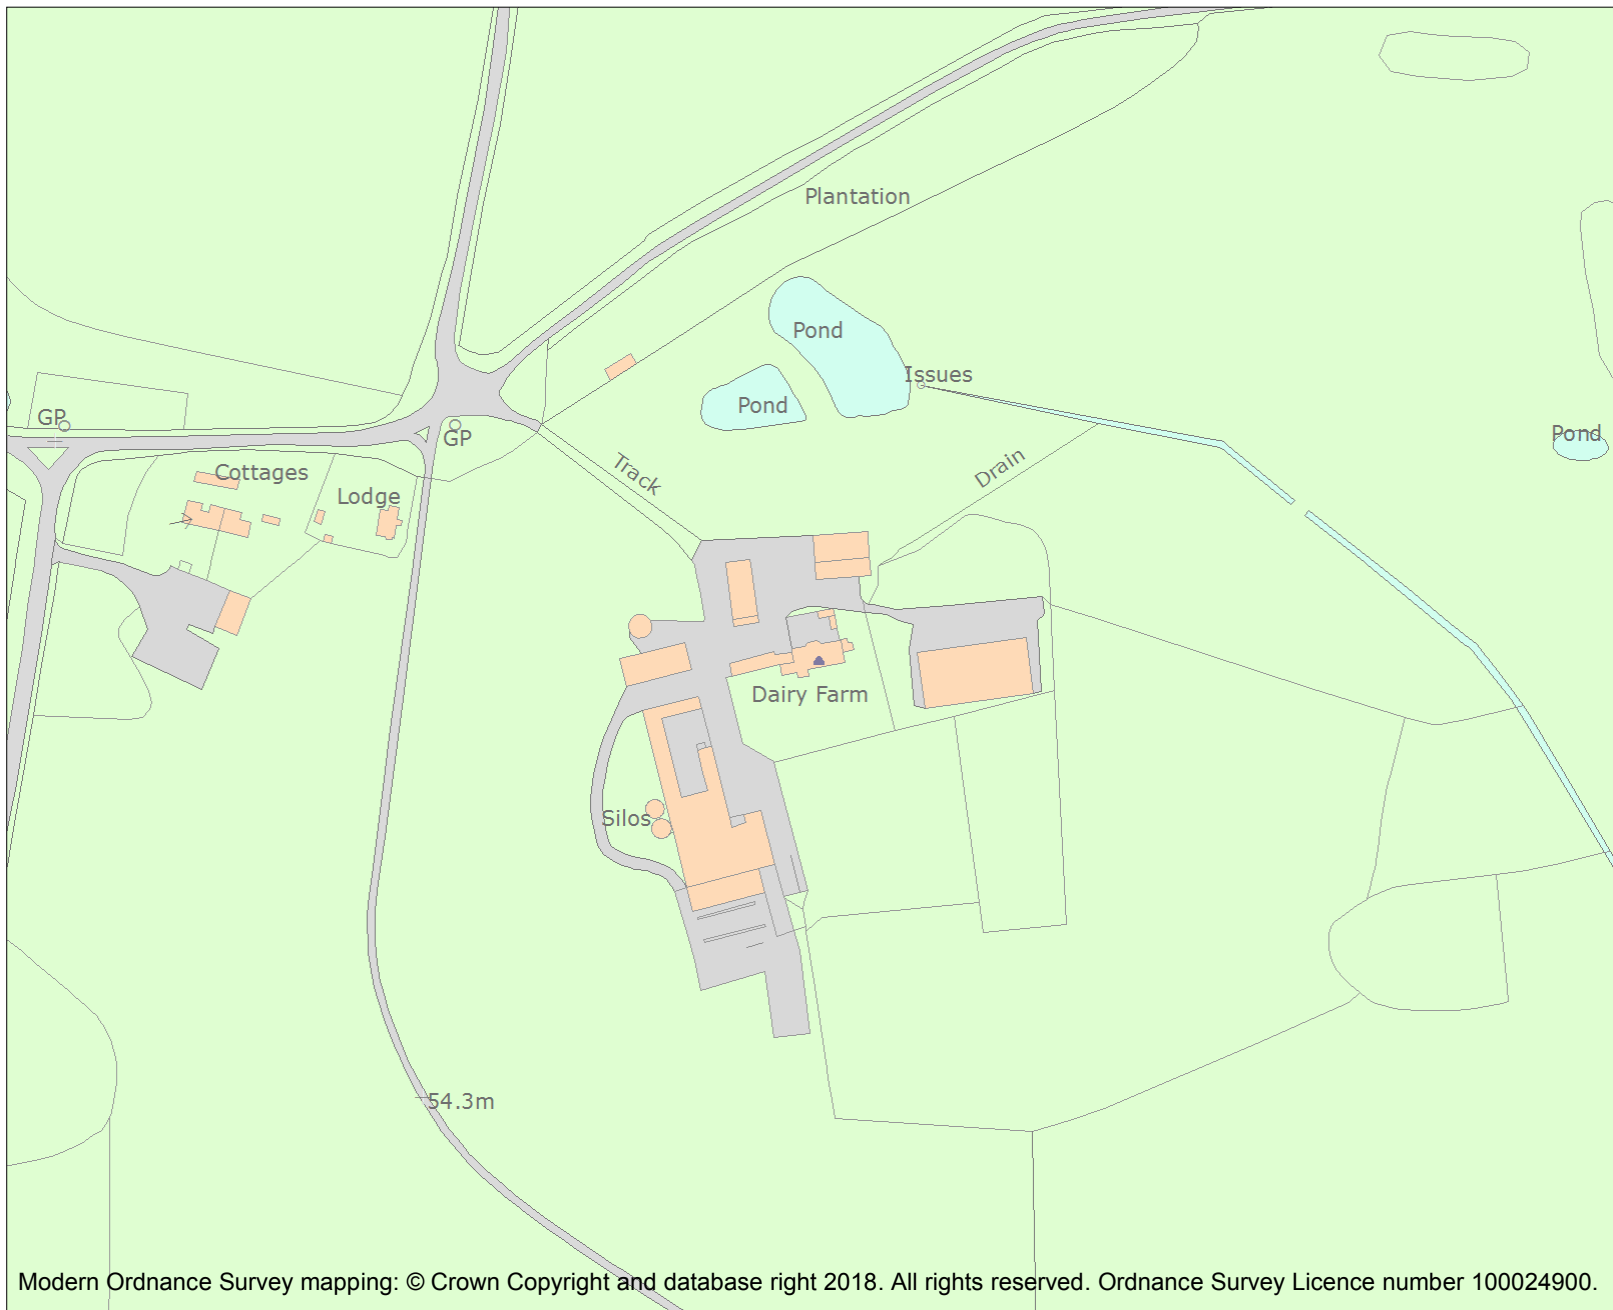 Plantation
Pond
Issues
Pond
GP
GP
Pond
Track
Drain
Cottages
Lodge
Dairy Farm
Silos
54.3m
Modern Ordnance Survey mapping: © Crown Copyright and database right 2018. All rights reserved. Ordnance Survey Licence number 100024900.